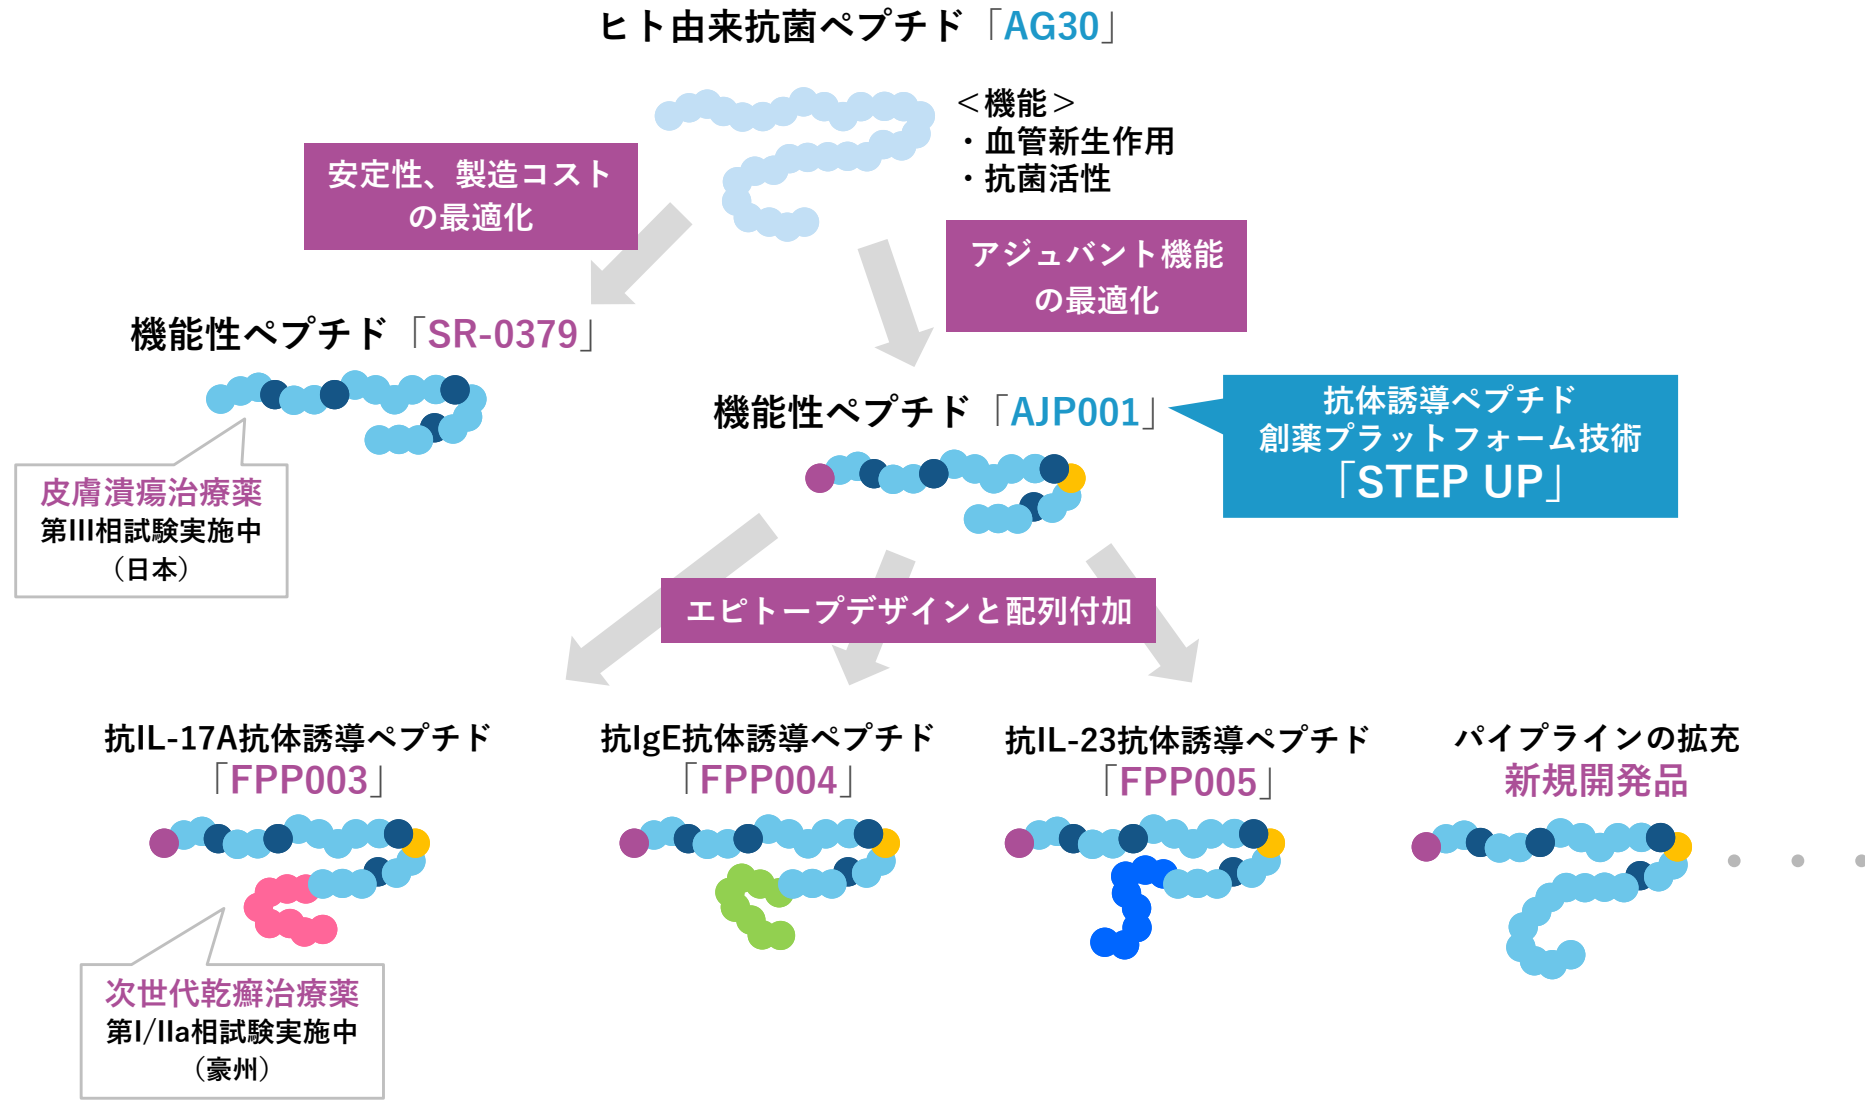 ヒト由来抗菌ペプチド「AG30」
＜機能＞
・血管新生作用
・抗菌活性
安定性、製造コスト
の最適化
アジュバント機能
の最適化
機能性ペプチド「SR-0379」
皮膚潰瘍治療薬
第III相試験実施中
（日本）
機能性ペプチド「AJP001」
抗体誘導ペプチド
創薬プラットフォーム技術
「STEP UP」
エピトープデザインと配列付加
抗IL-17A抗体誘導ペプチド
「FPP003」
次世代乾癬治療薬
第I/IIa相試験実施中
（豪州）
抗IgE抗体誘導ペプチド
「FPP004」
抗IL-23抗体誘導ペプチド
「FPP005」
パイプラインの拡充
新規開発品
・・・